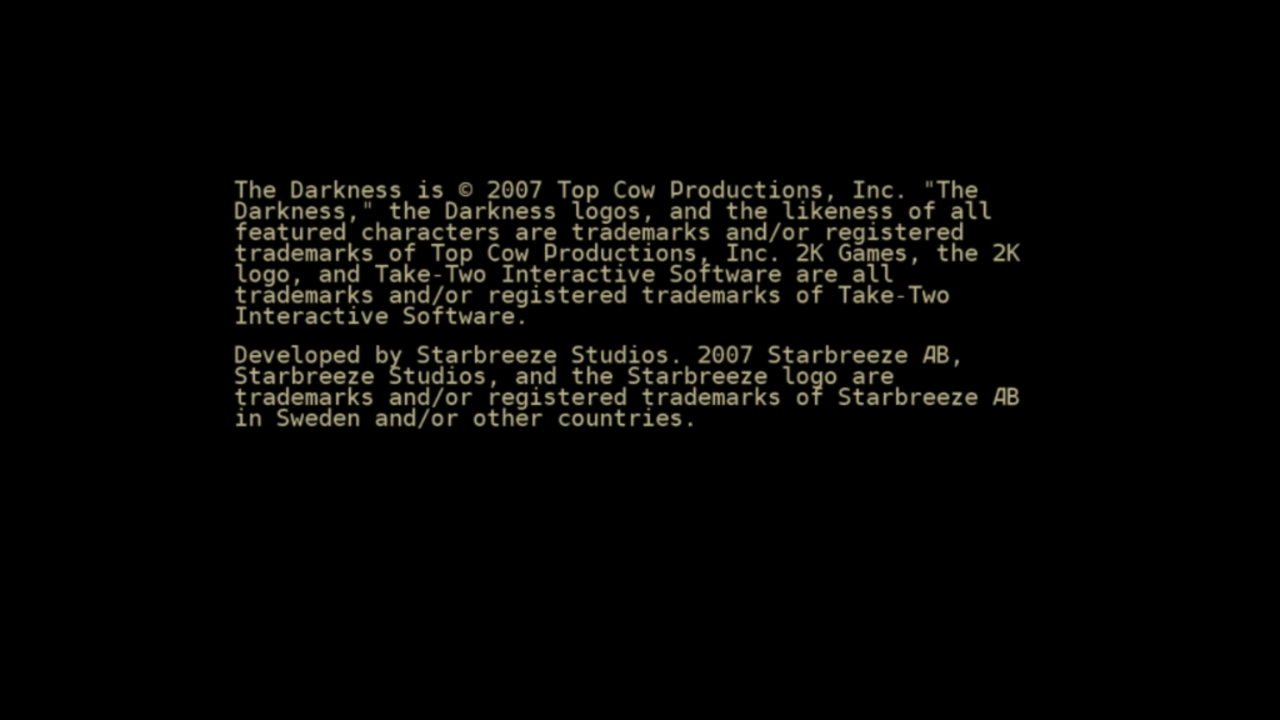 The Darkness is © 2007 Top Cow Productions, Inc. "The
Darkness," the Darkness logos, and the likeness of all
featured characters are trademarks and/or registered
trademarks of Top Cow Productions, Inc. 2K Games, the 2K
logo, and Take-Two Interactive Software are all
trademarks and/or registered trademarks of Take-Two
Interactive Software.
Developed by Starbreeze Studios. 2007 Starbreeze AB,
Starbreeze Studios, and the Starbreeze logo are
trademarks and/or registered trademarks of Starbreeze AB
in Sweden and/or other countries.